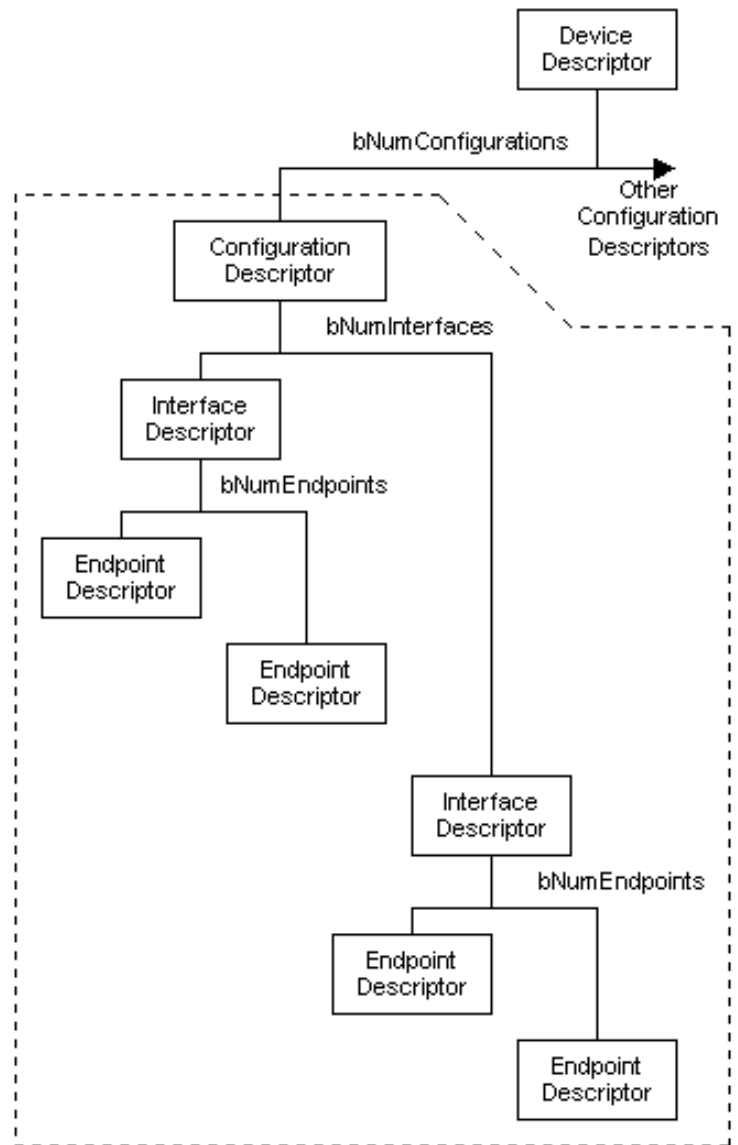 Device
Descriptor
bNumConfigurations
Other
Configuration
Descriptors
Configuration
Descriptor
bNumInterfaces
Interface
Descriptor
bNumEndpoints
Endpoint
Descriptor
Endpoint
Descriptor
Interface
Descriptor
bNumEndpoints
Endpoint
Descriptor
Endpoint
Descriptor